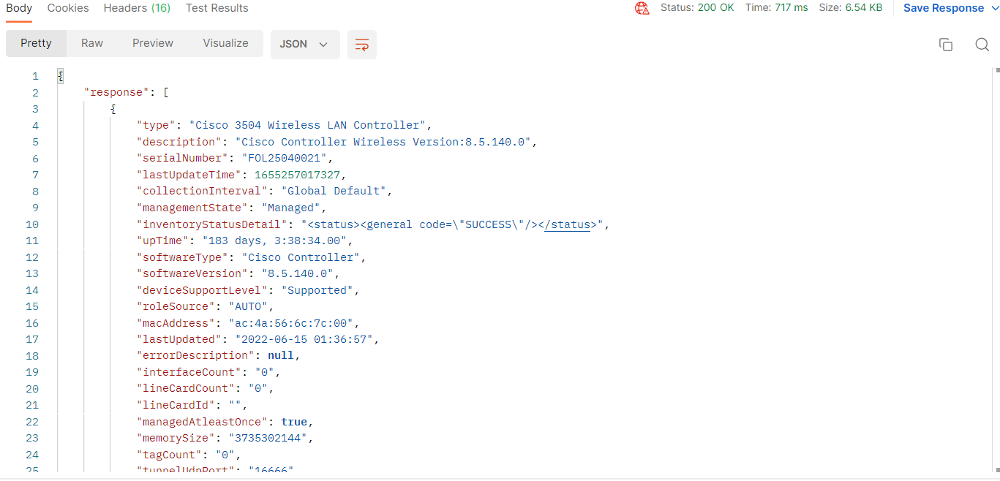 Body Cookies Headers (16) Test Results Status: 200 OK Time: 717 ms Size: 6.54 KB Save Response
Pretty Raw Preview Visualize JSON
1 {
2 "response": [
3 {
4 "type": "Cisco 3504 Wireless LAN Controller",
5 "description": "Cisco Controller Wireless Version:8.5.140.0",
6 "serialNumber": "FOL25040021",
7 "lastUpdateTime": 1655257017327,
8 "collectionInterval": "Global Default",
9 "managementState": "Managed",
10 "inventoryStatusDetail": "<status><general code=\"SUCCESS\"/></status>",
11 "upTime": "183 days, 3:38:34.00",
12 "softwareType": "Cisco Controller",
13 "softwareVersion": "8.5.140.0",
14 "deviceSupportLevel": "Supported",
15 "roleSource": "AUTO",
16 "macAddress": "ac:4a:56:6c:7c:00",
17 "lastUpdated": "2022-06-15 01:36:57",
18 "errorDescription": null,
19 "interfaceCount": "0",
20 "lineCardCount": "0",
21 "lineCardId": "",
22 "managedAtleastOnce": true,
23 "memorySize": "3735302144",
24 "tagCount": "0",
25 "tunnelUdpPort": "16666"